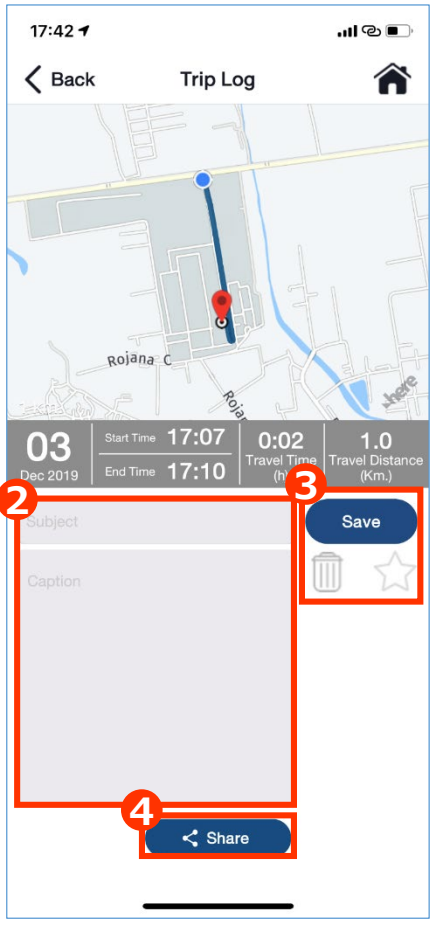 17:42
Back
Trip Log
Rojana
Roja
here
03
Dec 2019
Start Time 17:07
End Time 17:10
0:02
Travel Time
(h)
1.0
Travel Distance
(Km.)
2
Subject
Caption
3
Save
4
Share